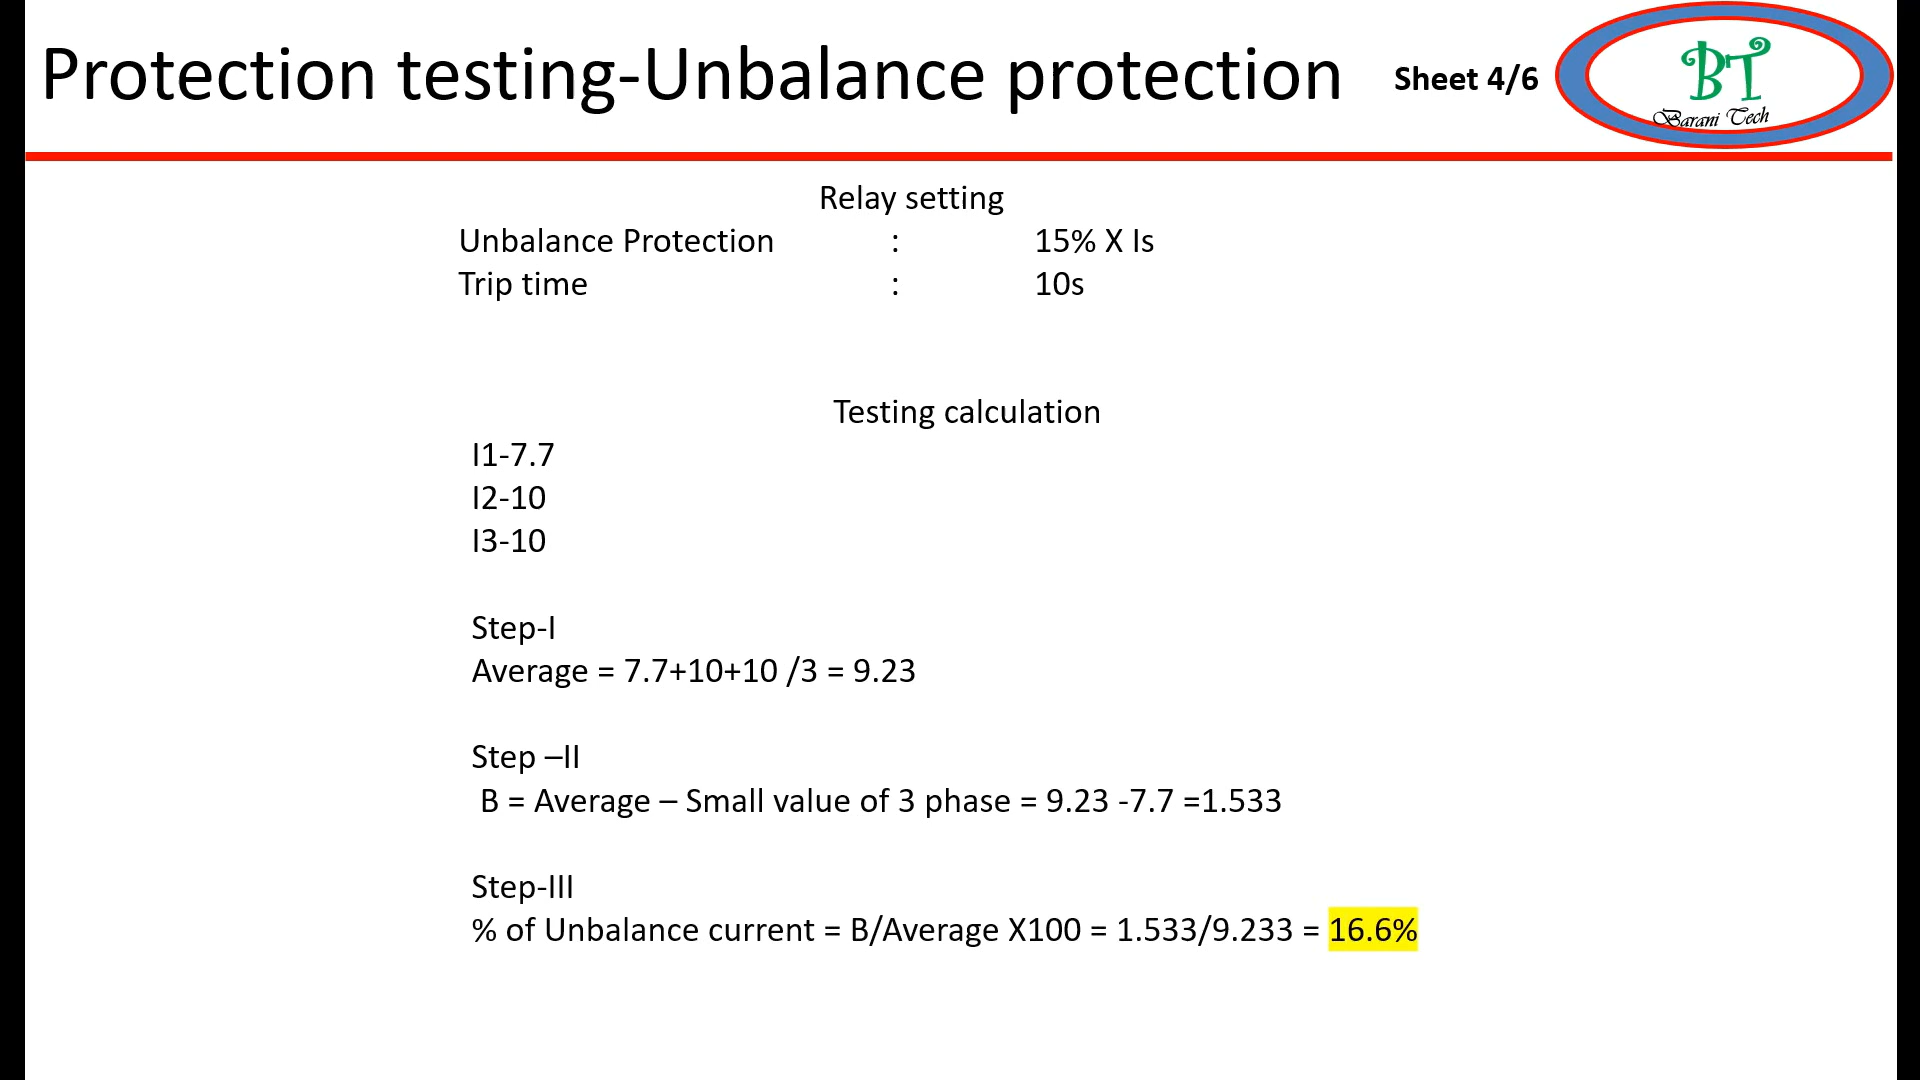 Protection testing-Unbalance protection
Sheet 4/6
BT
Barani Tech
Relay setting
Unbalance Protection : 15% X Is
Trip time : 10s
Testing calculation
I1-7.7
I2-10
I3-10
Step-I
Average = 7.7+10+10 /3 = 9.23
Step –II
B = Average – Small value of 3 phase = 9.23 -7.7 =1.533
Step-III
% of Unbalance current = B/Average X100 = 1.533/9.233 = 16.6%